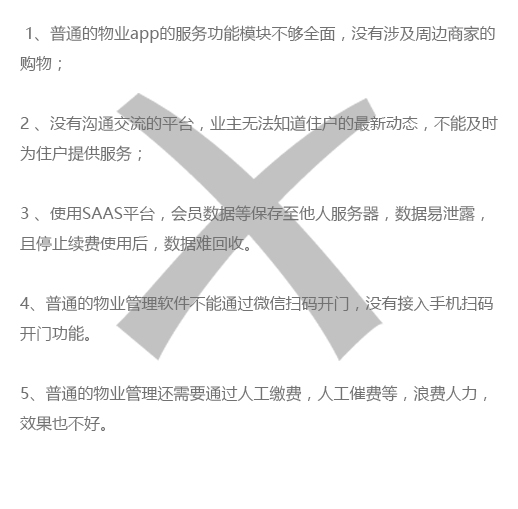 1、普通的物业app的服务功能模块不够全面，没有涉及周边商家的
购物；
2 、没有沟通交流的平台，业主无法知道住户的最新动态，不能及时
为住户提供服务；
3 、使用SAAS平台，会员数据等保存至他人服务器，数据易泄露，
且停止续费使用后，数据难回收。
4、普通的物业管理软件不能通过微信扫码开门，没有接入手机扫码
开门功能。
5、普通的物业管理还需要通过人工缴费，人工催费等，浪费人力，
效果也不好。